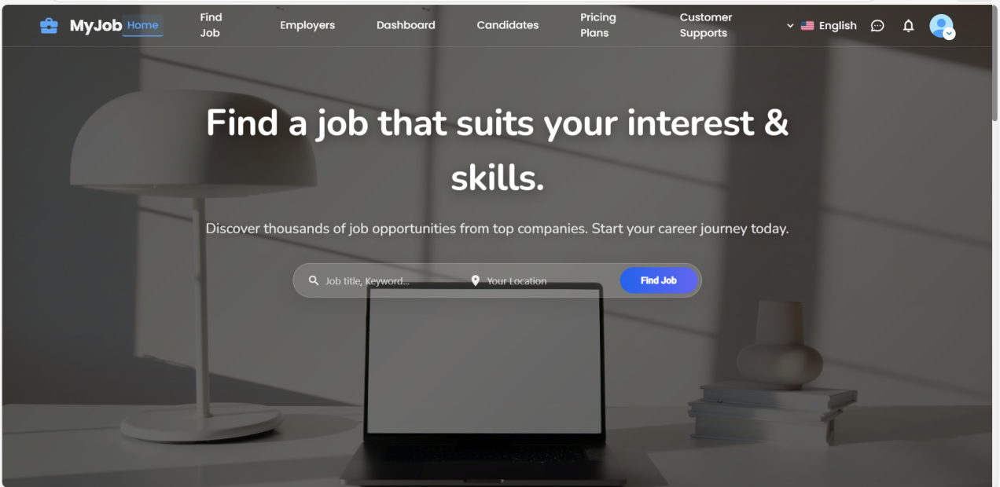 MyJob
Home
Find
Job
Employers
Dashboard
Candidates
Pricing
Plans
Customer
Supports
English
Find a job that suits your interest &
skills.
Discover thousands of job opportunities from top companies. Start your career journey today.
Job title, Keyword...
Your Location
Find Job